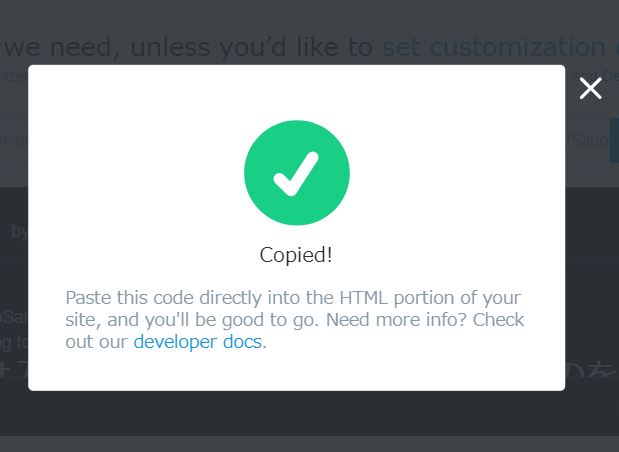 we need, unless you’d like to set customization
Copied!
Paste this code directly into the HTML portion of your
site, and you'll be good to go. Need more info? Check
out our developer docs.
by